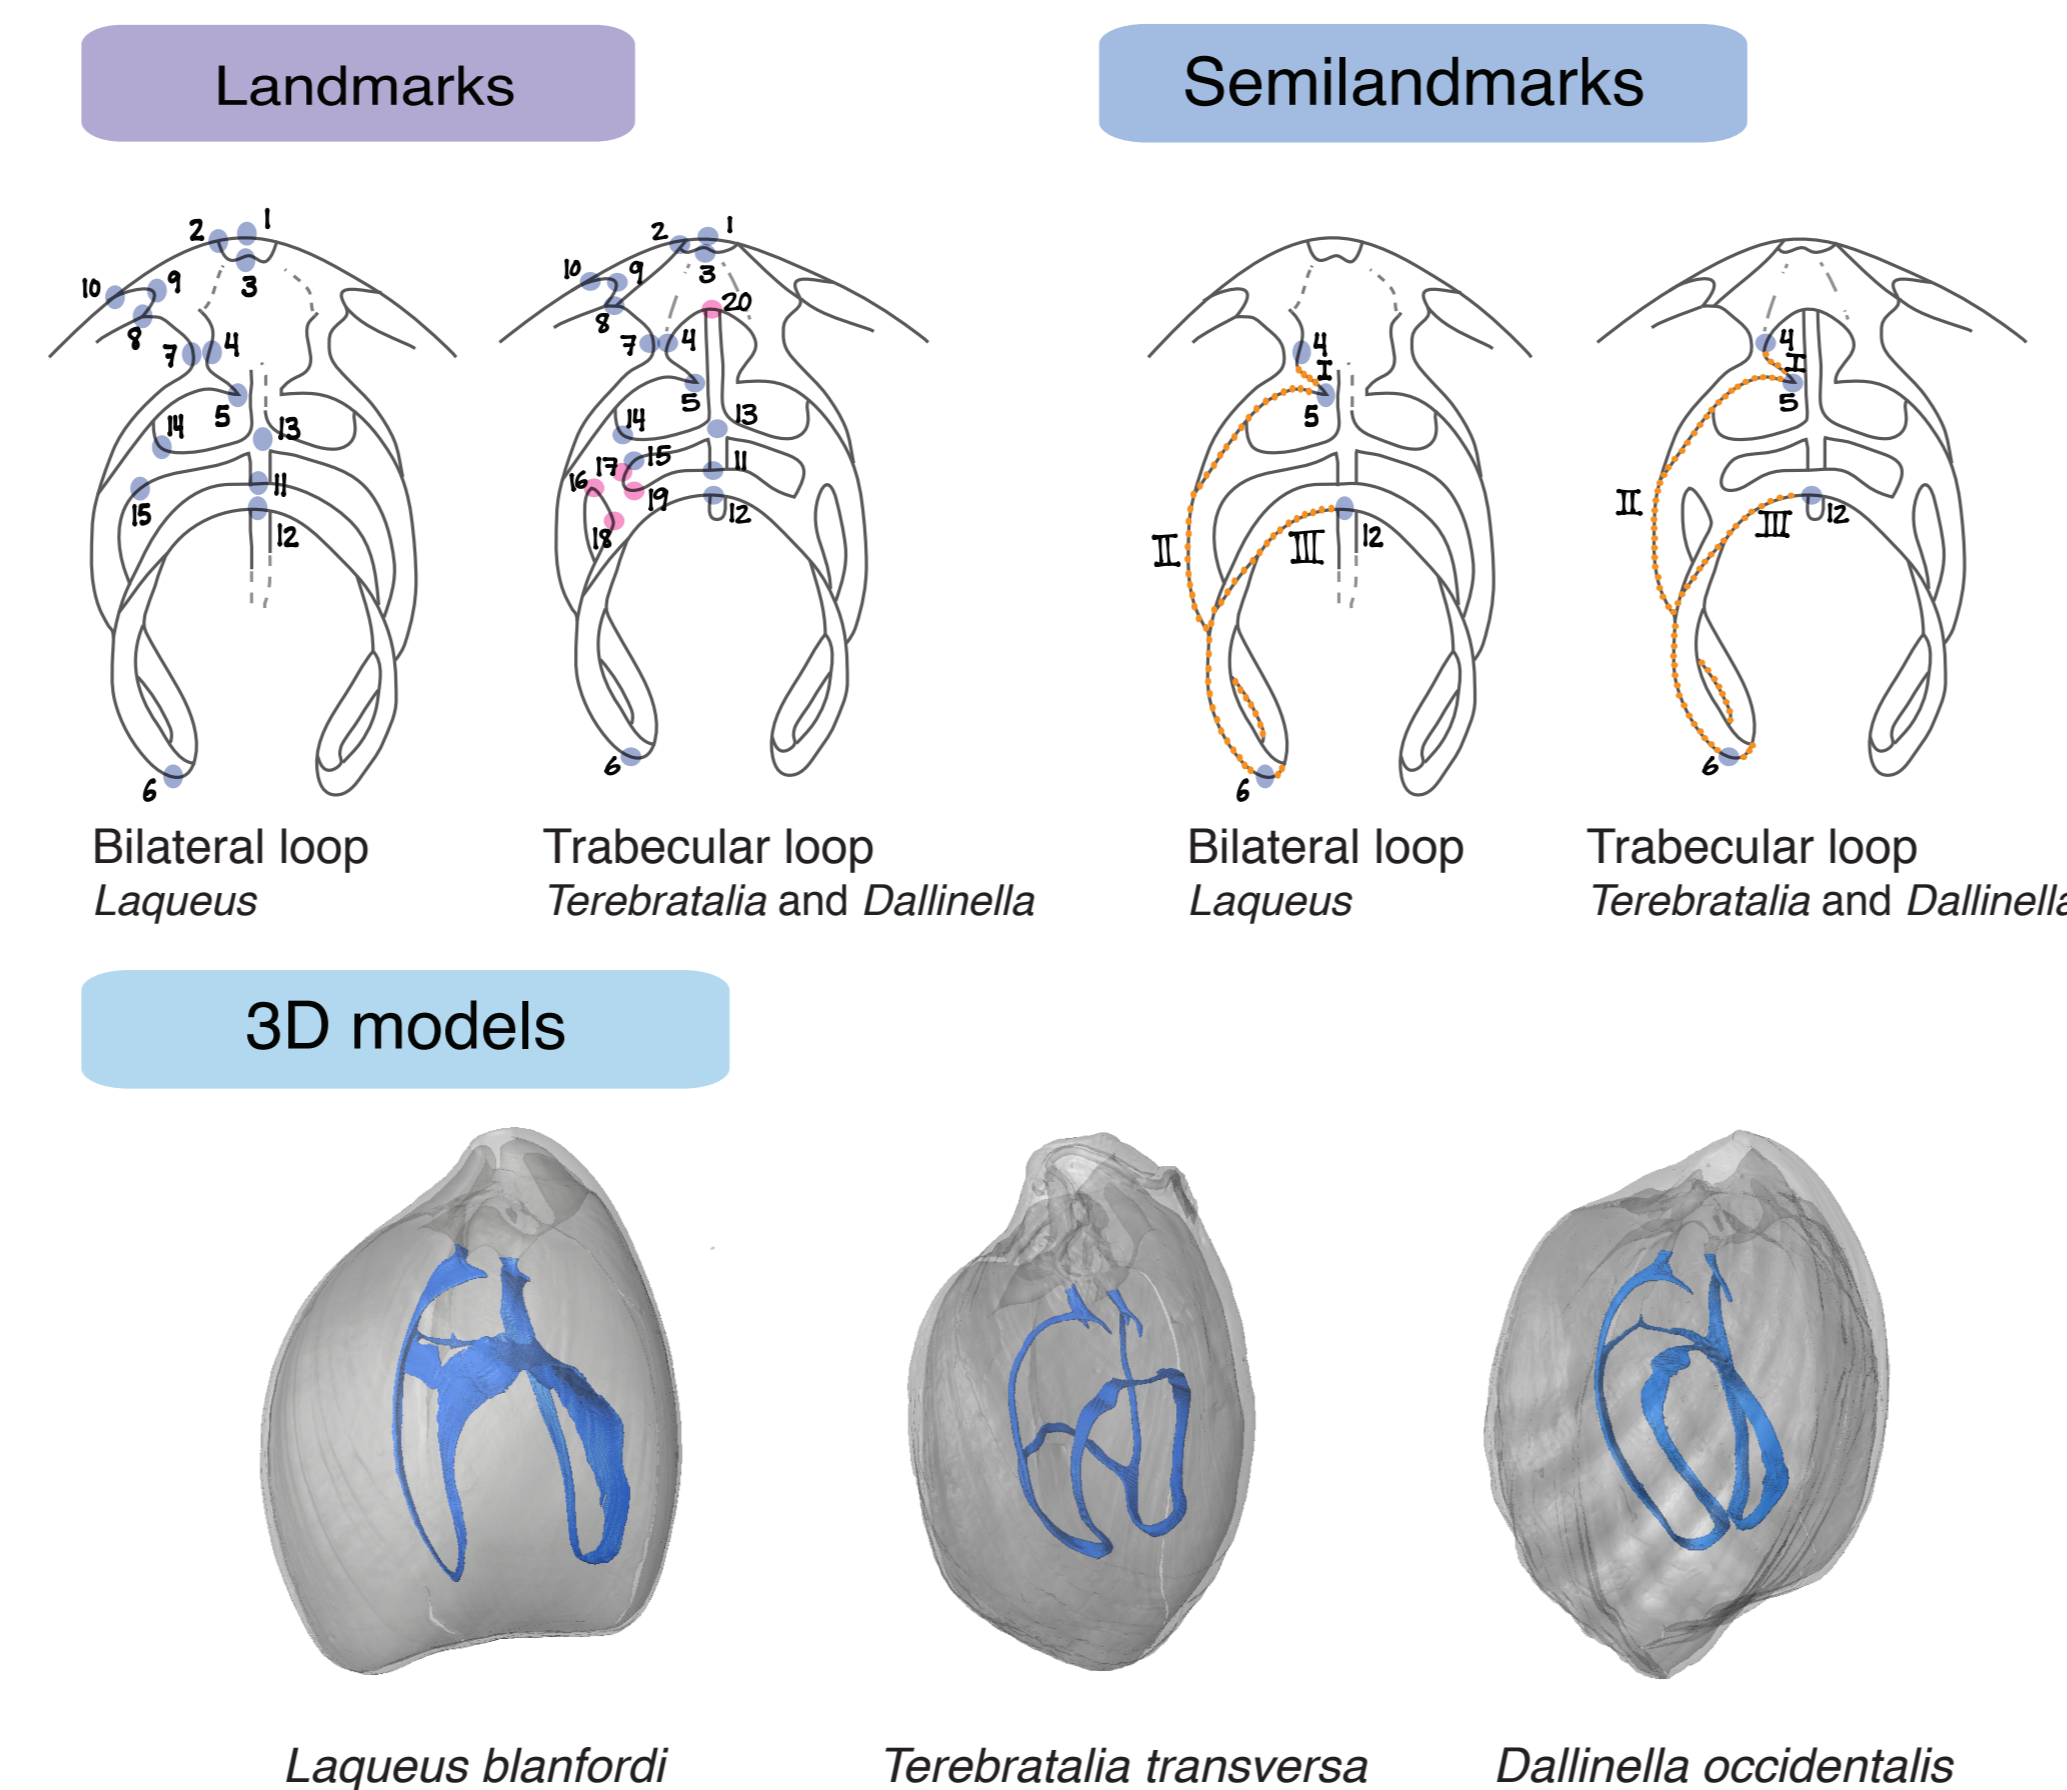 Landmarks
Semilandmarks
2 1
10 9 3
8 7 4
5 14 13
15 11
12
6
2 1
10 9 3
20
8 7 4
5 14 13
17 15 11
16 19 12
18
6
4
I
5
II III 12
6
4
I
5
II III 12
6
Bilateral loop
Laqueus
Trabecular loop
Terebratalia and Dallinella
Bilateral loop
Laqueus
Trabecular loop
Terebratalia and Dallinella
3D models
Laqueus blanfordi
Terebratalia transversa
Dallinella occidentalis